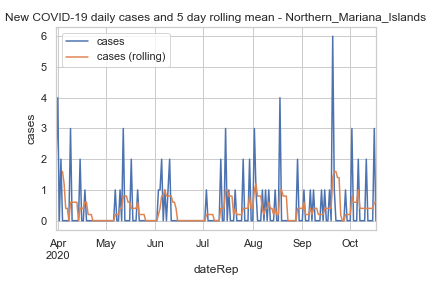 New COVID-19 daily cases and 5 day rolling mean - Northern_Mariana_Islands
cases
cases (rolling)
cases
6
5
4
3
2
1
0
Apr May Jun Jul Aug Sep Oct
2020
dateRep